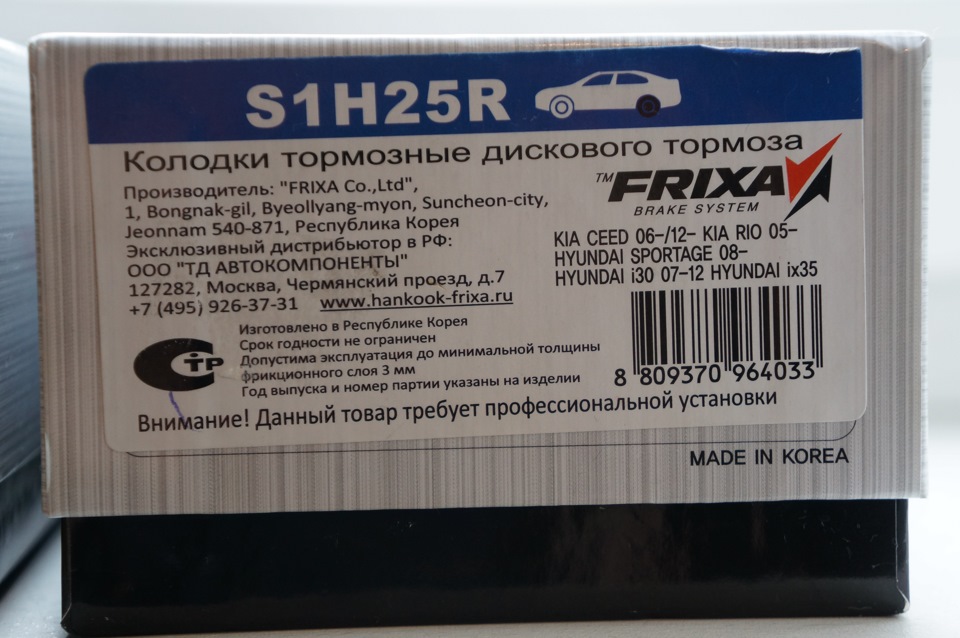 S1H25R
Колодки тормозные дискового тормоза
Производитель: "FRIXA Co.,Ltd",
1, Bongnak-gil, Byeollyang-myon, Suncheon-city,
Jeonnam 540-871, Республика Корея
Эксклюзивный дистрибьютор в РФ:
ООО "ТД АВТОКОМПОНЕНТЫ"
127282, Москва, Чермянский проезд, д.7
+7 (495) 926-37-31 www.hankook-frixa.ru
TM FRIXA
BRAKE SYSTEM
KIA CEED 06-/12- KIA RIO 05-
HYUNDAI SPORTAGE 08-
HYUNDAI i30 07-12 HYUNDAI ix35
8 809370 964033
СТР
Изготовлено в Республике Корея
Срок годности не ограничен
Допустима эксплуатация до минимальной толщины
фрикционного слоя 3 мм
Год выпуска и номер партии указаны на изделии
Внимание! Данный товар требует профессиональной установки
MADE IN KOREA